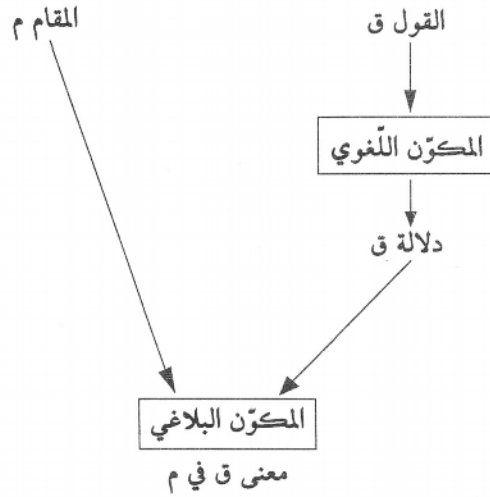 القول ق
المقام م
المكوّن اللّغوي
دلالة ق
المكوّن البلاغي
معنى ق في م